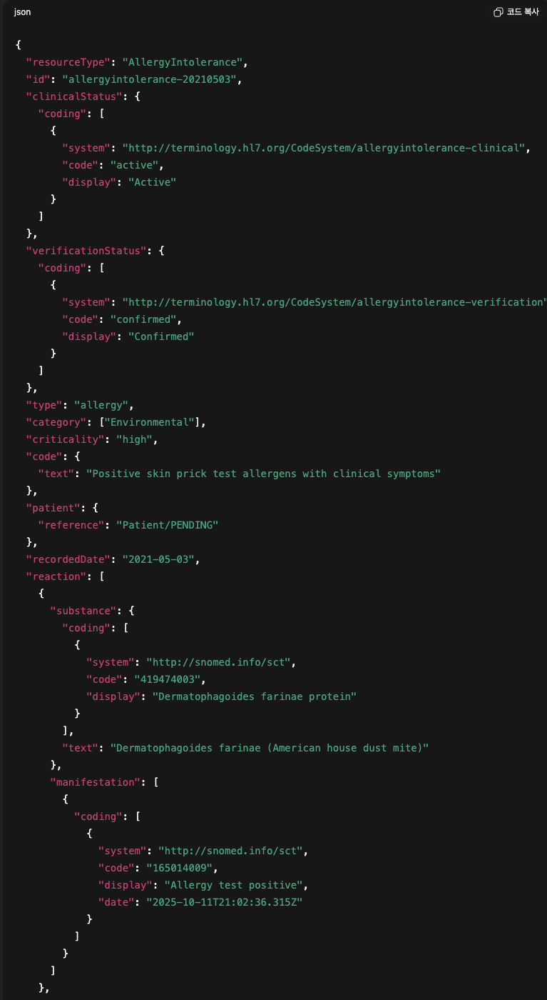 json
코드 복사
{
  "resourceType": "AllergyIntolerance",
  "id": "allergyintolerance-20210503",
  "clinicalStatus": {
    "coding": [
      {
        "system": "http://terminology.hl7.org/CodeSystem/allergyintolerance-clinical",
        "code": "active",
        "display": "Active"
      }
    ]
  },
  "verificationStatus": {
    "coding": [
      {
        "system": "http://terminology.hl7.org/CodeSystem/allergyintolerance-verification"
        "code": "confirmed",
        "display": "Confirmed"
      }
    ]
  },
  "type": "allergy",
  "category": ["Environmental"],
  "criticality": "high",
  "code": {
    "text": "Positive skin prick test allergens with clinical symptoms"
  },
  "patient": {
    "reference": "Patient/PENDING"
  },
  "recordedDate": "2021-05-03",
  "reaction": [
    {
      "substance": {
        "coding": [
          {
            "system": "http://snomed.info/sct",
            "code": "419474003",
            "display": "Dermatophagoides farinae protein"
          }
        ],
        "text": "Dermatophagoides farinae (American house dust mite)"
      },
      "manifestation": [
        {
          "coding": [
            {
              "system": "http://snomed.info/sct",
              "code": "165014009",
              "display": "Allergy test positive",
              "date": "2025-10-11T21:02:36.315Z"
            }
          ]
        }
      ]
    },